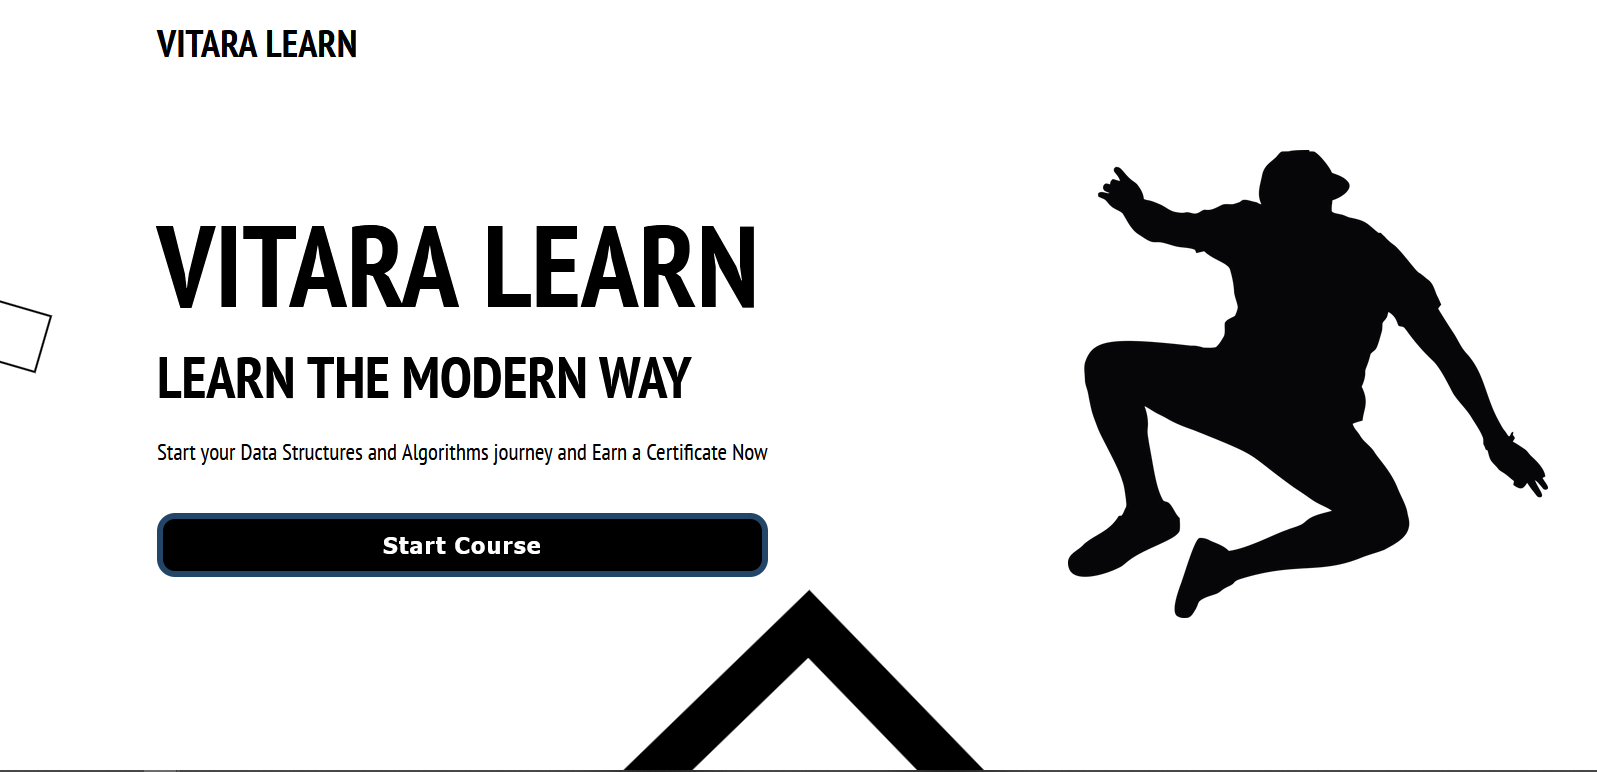 VITARA LEARN
VITARA LEARN
LEARN THE MODERN WAY
Start your Data Structures and Algorithms journey and Earn a Certificate Now
Start Course